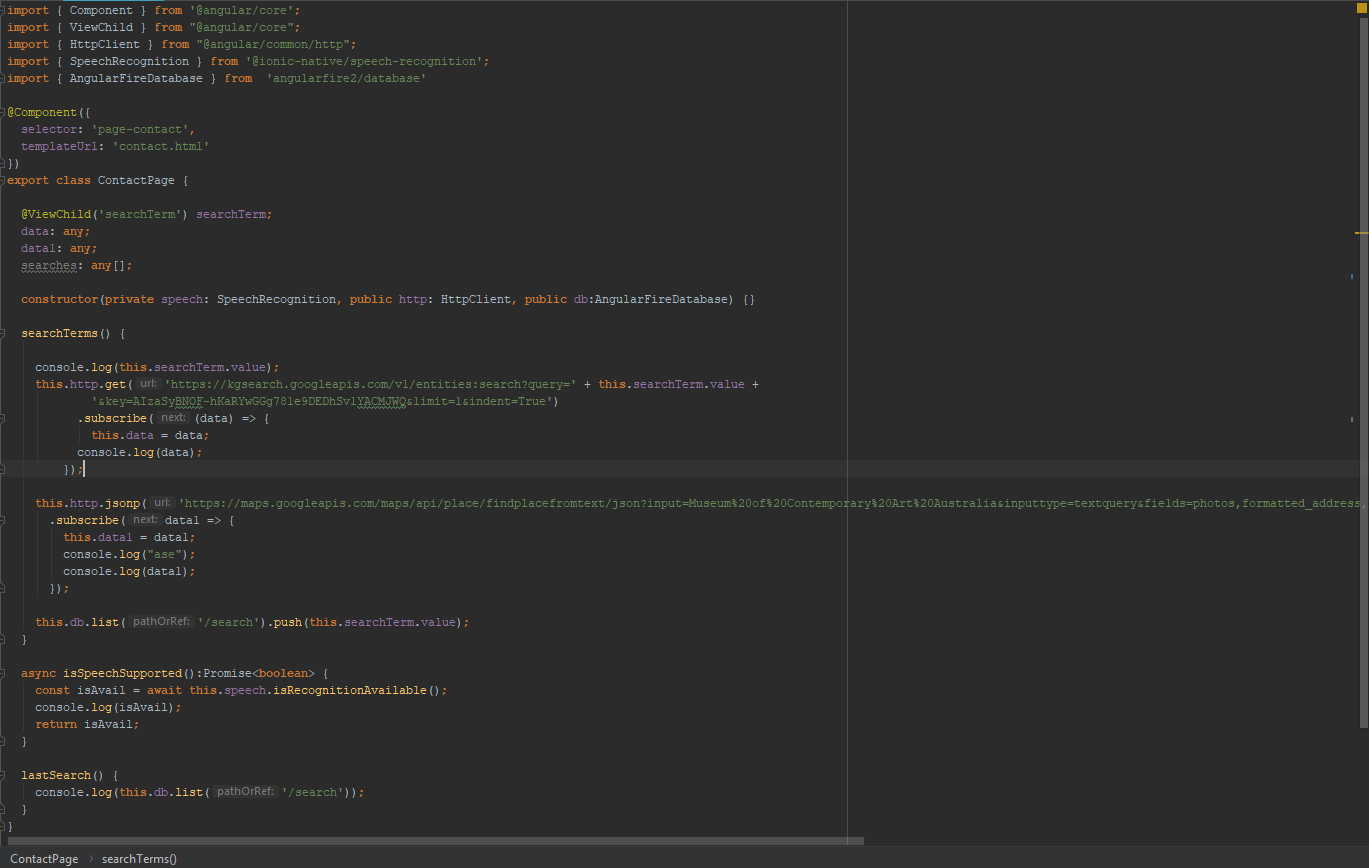 import { Component } from '@angular/core';
import { ViewChild } from "@angular/core";
import { HttpClient } from "@angular/common/http";
import { SpeechRecognition } from '@ionic-native/speech-recognition';
import { AngularFireDatabase } from  'angularfire2/database'
@Component({
selector: 'page-contact',
templateUrl: 'contact.html'
})
export class ContactPage {
@ViewChild('searchTerm') searchTerm;
data: any;
data1: any;
searches: any[];
constructor(private speech: SpeechRecognition, public http: HttpClient, public db:AngularFireDatabase) {}
searchTerms() {
console.log(this.searchTerm.value);
this.http.get( url: 'https://kgsearch.googleapis.com/v1/entities:search?query=' + this.searchTerm.value +
'&key=&limit=1&indent=True')
.subscribe( next: (data) => {
this.data = data;
console.log(data);
});
this.http.jsonp( url: 'https://maps.googleapis.com/maps/api/place/findplacefromtext/json?input=Museum%20of%20Contemporary%20Art%20Australia&inputtype=textquery&fields=photos,formatted_address,
.subscribe( next: data1 => {
this.data1 = data1;
console.log("ase");
console.log(data1);
});
this.db.list( pathOrRef: '/search').push(this.searchTerm.value);
}
async isSpeechSupported():Promise<boolean> {
const isAvail = await this.speech.isRecognitionAvailable();
console.log(isAvail);
return isAvail;
}
lastSearch() {
console.log(this.db.list( pathOrRef: '/search'));
}
}
ContactPage › searchTerms()